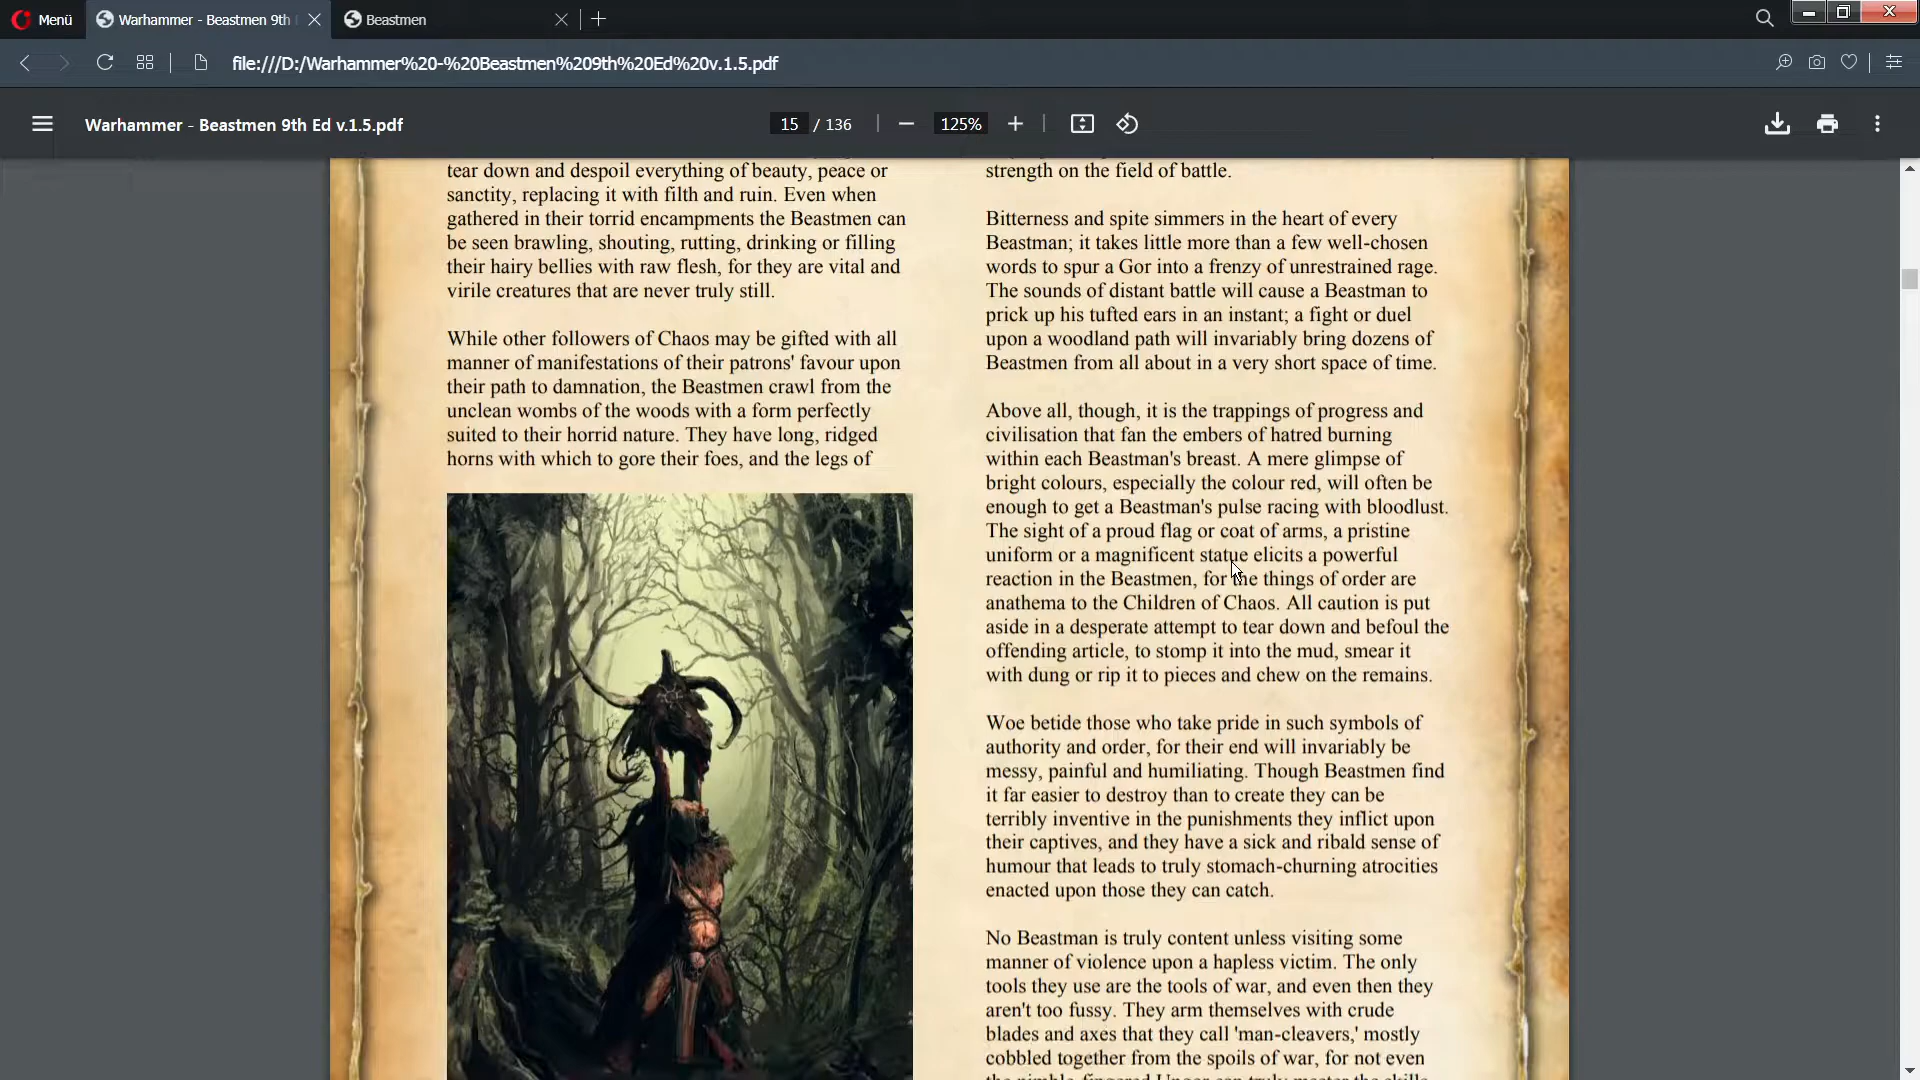 Menü
Warhammer - Beastmen 9th
Beastmen
file:///D:/Warhammer%20-%20Beastmen%209th%20Ed%20v.1.5.pdf
Warhammer - Beastmen 9th Ed v.1.5.pdf
15 / 136
125%
tear down and despoil everything of beauty, peace or
sanctity, replacing it with filth and ruin. Even when
gathered in their torrid encampments the Beastmen can
be seen brawling, shouting, rutting, drinking or filling
their hairy bellies with raw flesh, for they are vital and
virile creatures that are never truly still.
While other followers of Chaos may be gifted with all
manner of manifestations of their patrons' favour upon
their path to damnation, the Beastmen crawl from the
unclean wombs of the woods with a form perfectly
suited to their horrid nature. They have long, ridged
horns with which to gore their foes, and the legs of
strength on the field of battle.
Bitterness and spite simmers in the heart of every
Beastman; it takes little more than a few well-chosen
words to spur a Gor into a frenzy of unrestrained rage.
The sounds of distant battle will cause a Beastman to
prick up his tufted ears in an instant; a fight or duel
upon a woodland path will invariably bring dozens of
Beastmen from all about in a very short space of time.
Above all, though, it is the trappings of progress and
civilisation that fan the embers of hatred burning
within each Beastman's breast. A mere glimpse of
bright colours, especially the colour red, will often be
enough to get a Beastman's pulse racing with bloodlust.
The sight of a proud flag or coat of arms, a pristine
uniform or a magnificent statue elicits a powerful
reaction in the Beastmen, for the things of order are
anathema to the Children of Chaos. All caution is put
aside in a desperate attempt to tear down and befoul the
offending article, to stomp it into the mud, smear it
with dung or rip it to pieces and chew on the remains.
Woe betide those who take pride in such symbols of
authority and order, for their end will invariably be
messy, painful and humiliating. Though Beastmen find
it far easier to destroy than to create they can be
terribly inventive in the punishments they inflict upon
their captives, and they have a sick and ribald sense of
humour that leads to truly stomach-churning atrocities
enacted upon those they can catch.
No Beastman is truly content unless visiting some
manner of violence upon a hapless victim. The only
tools they use are the tools of war, and even then they
aren't too fussy. They arm themselves with crude
blades and axes that they call 'man-cleavers,' mostly
cobbled together from the spoils of war, for not even